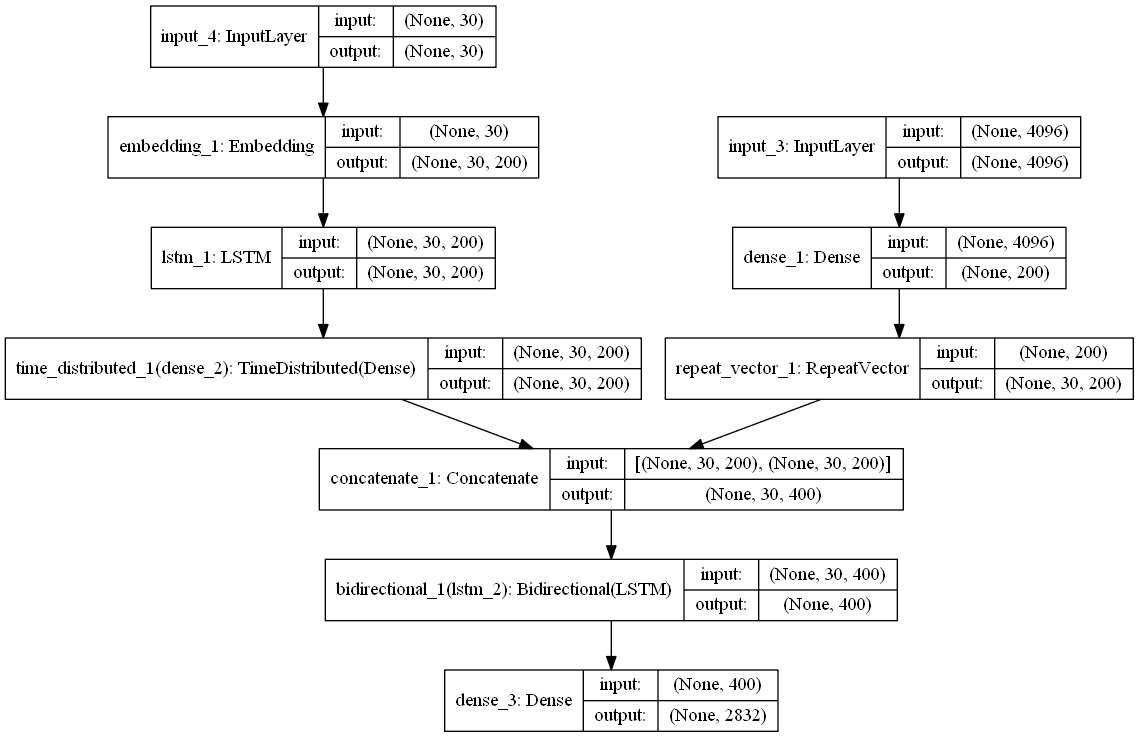 input_4: InputLayer
input: (None, 30)
output: (None, 30)
embedding_1: Embedding
input: (None, 30)
output: (None, 30, 200)
input_3: InputLayer
input: (None, 4096)
output: (None, 4096)
lstm_1: LSTM
input: (None, 30, 200)
output: (None, 30, 200)
dense_1: Dense
input: (None, 4096)
output: (None, 200)
time_distributed_1(dense_2): TimeDistributed(Dense)
input: (None, 30, 200)
output: (None, 30, 200)
repeat_vector_1: RepeatVector
input: (None, 200)
output: (None, 30, 200)
concatenate_1: Concatenate
input: [(None, 30, 200), (None, 30, 200)]
output: (None, 30, 400)
bidirectional_1(lstm_2): Bidirectional(LSTM)
input: (None, 30, 400)
output: (None, 400)
dense_3: Dense
input: (None, 400)
output: (None, 2832)